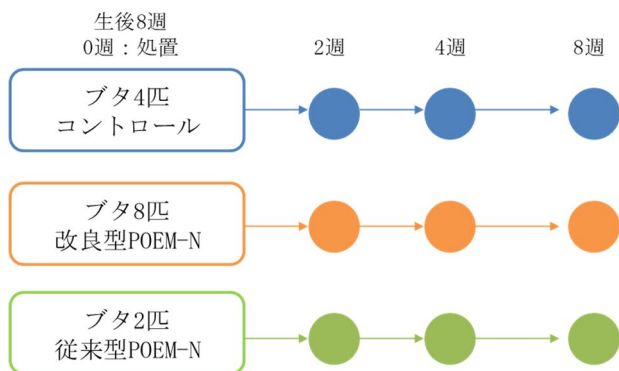 生後8週
0週：処置
2週
4週
8週
ブタ4匹
コントロール
ブタ8匹
改良型POEM-N
ブタ2匹
従来型POEM-N